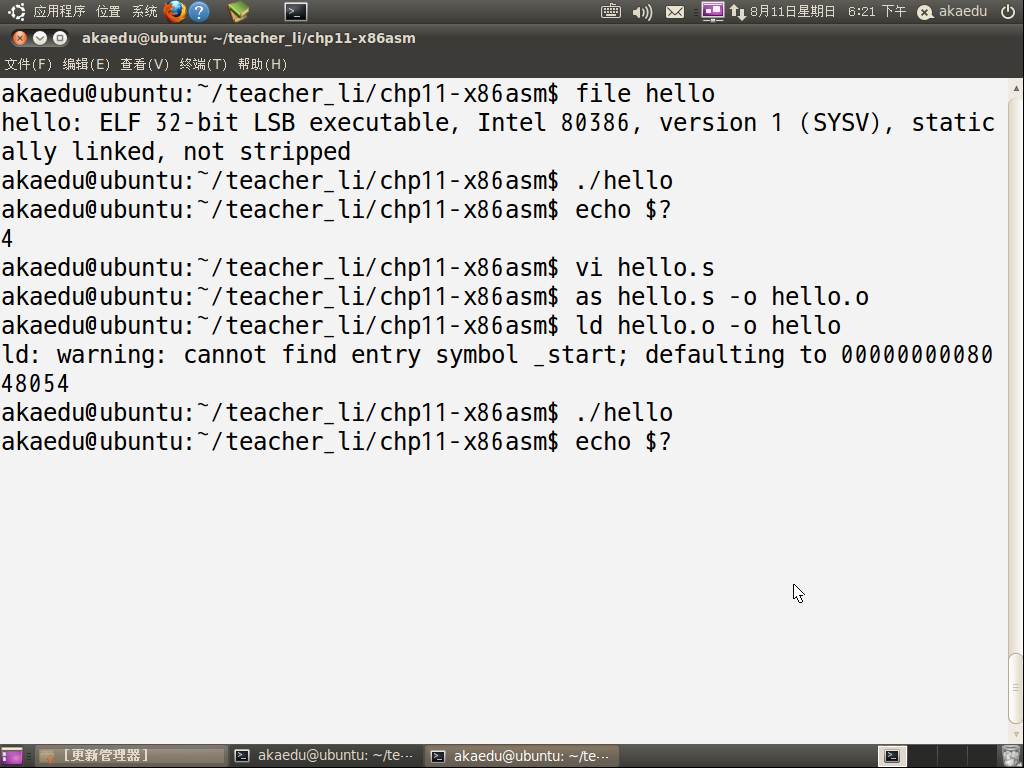 应用程序 位置 系统 8月11日星期日 6:21 下午 akaedu
akaedu@ubuntu: ~/teacher_li/chp11-x86asm
文件(F) 编辑(E) 查看(V) 终端(T) 帮助(H)
akaedu@ubuntu:~/teacher_li/chp11-x86asm$ file hello
hello: ELF 32-bit LSB executable, Intel 80386, version 1 (SYSV), static
ally linked, not stripped
akaedu@ubuntu:~/teacher_li/chp11-x86asm$ ./hello
akaedu@ubuntu:~/teacher_li/chp11-x86asm$ echo $?
4
akaedu@ubuntu:~/teacher_li/chp11-x86asm$ vi hello.s
akaedu@ubuntu:~/teacher_li/chp11-x86asm$ as hello.s -o hello.o
akaedu@ubuntu:~/teacher_li/chp11-x86asm$ ld hello.o -o hello
ld: warning: cannot find entry symbol _start; defaulting to 00000000080
48054
akaedu@ubuntu:~/teacher_li/chp11-x86asm$ ./hello
akaedu@ubuntu:~/teacher_li/chp11-x86asm$ echo $?
[更新管理器] akaedu@ubuntu: ~/te… akaedu@ubuntu: ~/te…